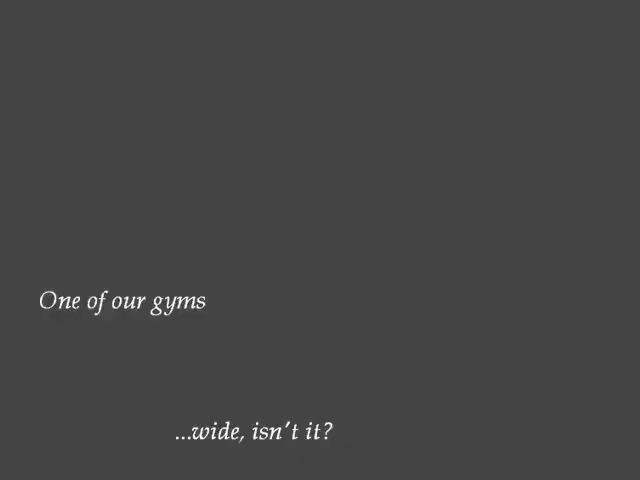 One of our gyms
...wide, isn't it?